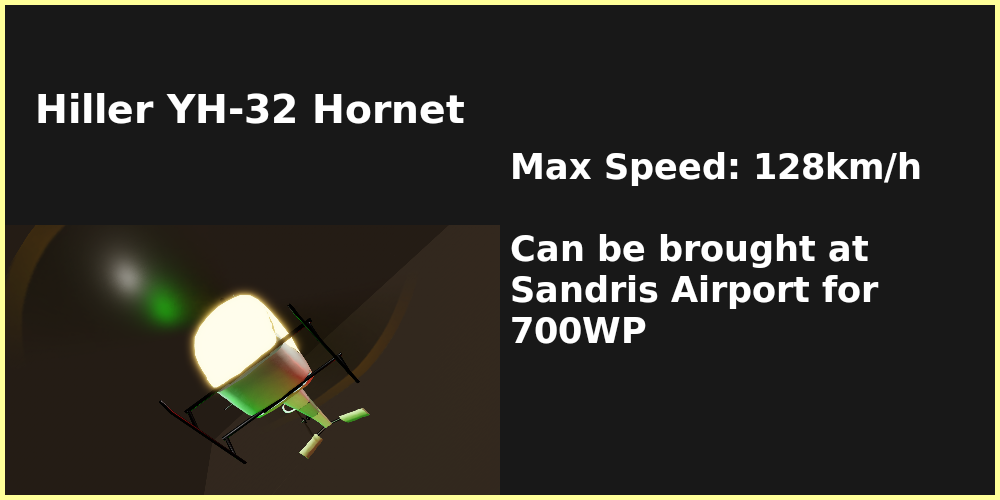 Hiller YH-32 Hornet
Max Speed: 128km/h
Can be brought at
Sandris Airport for
700WP